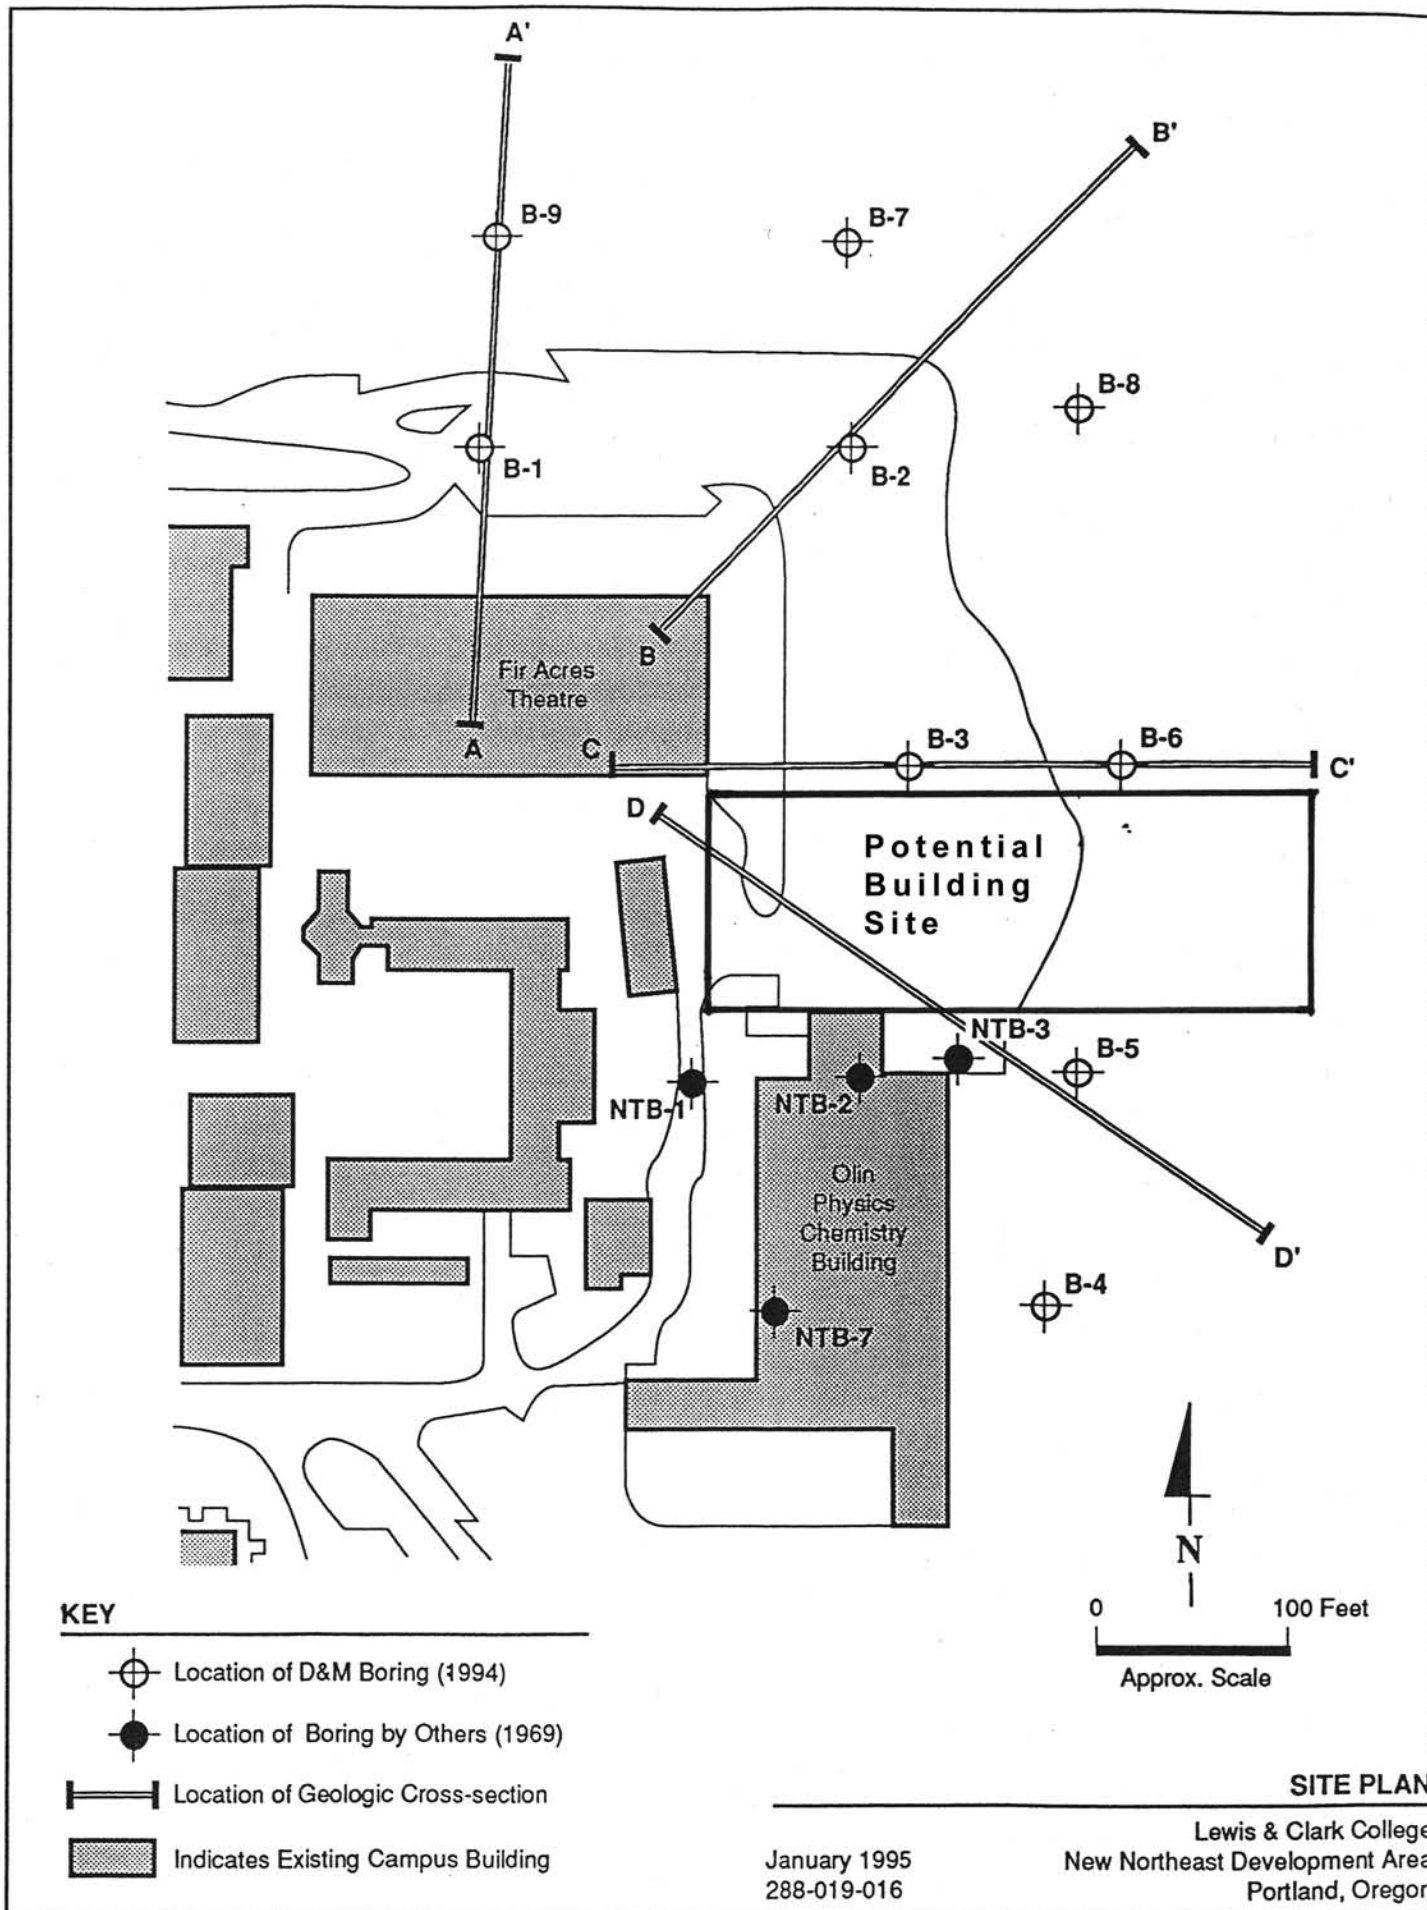 A'
B'
B-9
B-7
B-8
B-1
B-2
B
Fir Acres
Theatre
A
C
B-3
B-6
C'
D
Potential
Building
Site
NTB-3
B-5
NTB-1
NTB-2
Olin
Physics
Chemistry
Building
D'
B-4
NTB-7
N
KEY
0 100 Feet
Approx. Scale
Location of D&M Boring (1994)
Location of Boring by Others (1969)
Location of Geologic Cross-section
Indicates Existing Campus Building
SITE PLAN
Lewis & Clark College
New Northeast Development Area
Portland, Oregon
January 1995
288-019-016